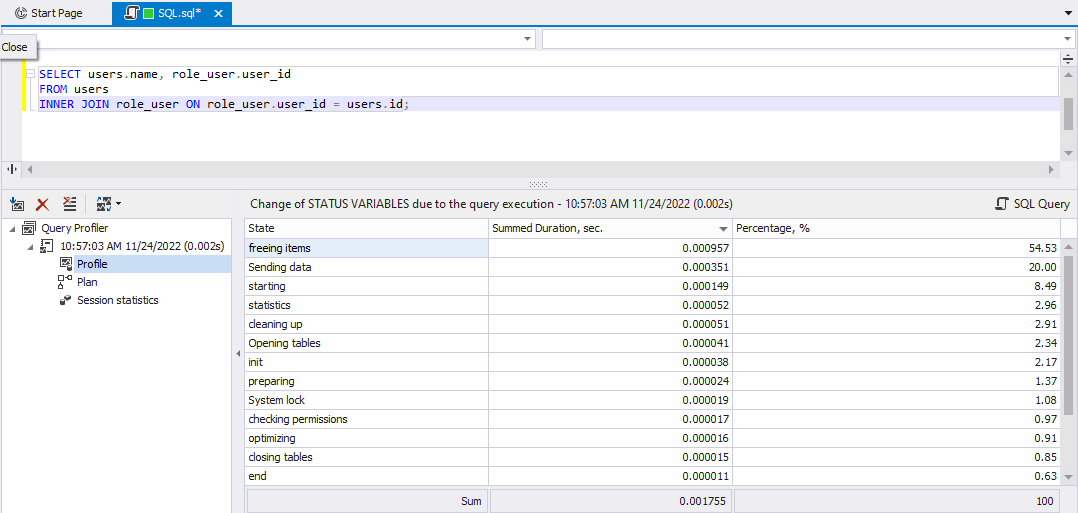 Start Page
SQL.sql*
Close
SELECT users.name, role_user.user_id
FROM users
INNER JOIN role_user ON role_user.user_id = users.id;
Change of STATUS VARIABLES due to the query execution - 10:57:03 AM 11/24/2022 (0.002s)
SQL Query
Query Profiler
10:57:03 AM 11/24/2022 (0.002s)
Profile
Plan
Session statistics
State Summed Duration, sec. Percentage, %
freeing items 0.000957 54.53
Sending data 0.000351 20.00
starting 0.000149 8.49
statistics 0.000052 2.96
cleaning up 0.000051 2.91
Opening tables 0.000041 2.34
init 0.000038 2.17
preparing 0.000024 1.37
System lock 0.000019 1.08
checking permissions 0.000017 0.97
optimizing 0.000016 0.91
closing tables 0.000015 0.85
end 0.000011 0.63
Sum 0.001755 100